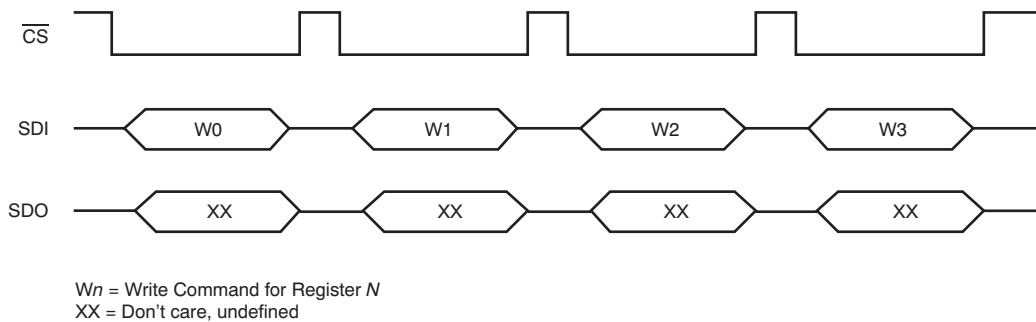 CS
SDI W0 W1 W2 W3
SDO XX XX XX XX
Wn = Write Command for Register N
XX = Don't care, undefined